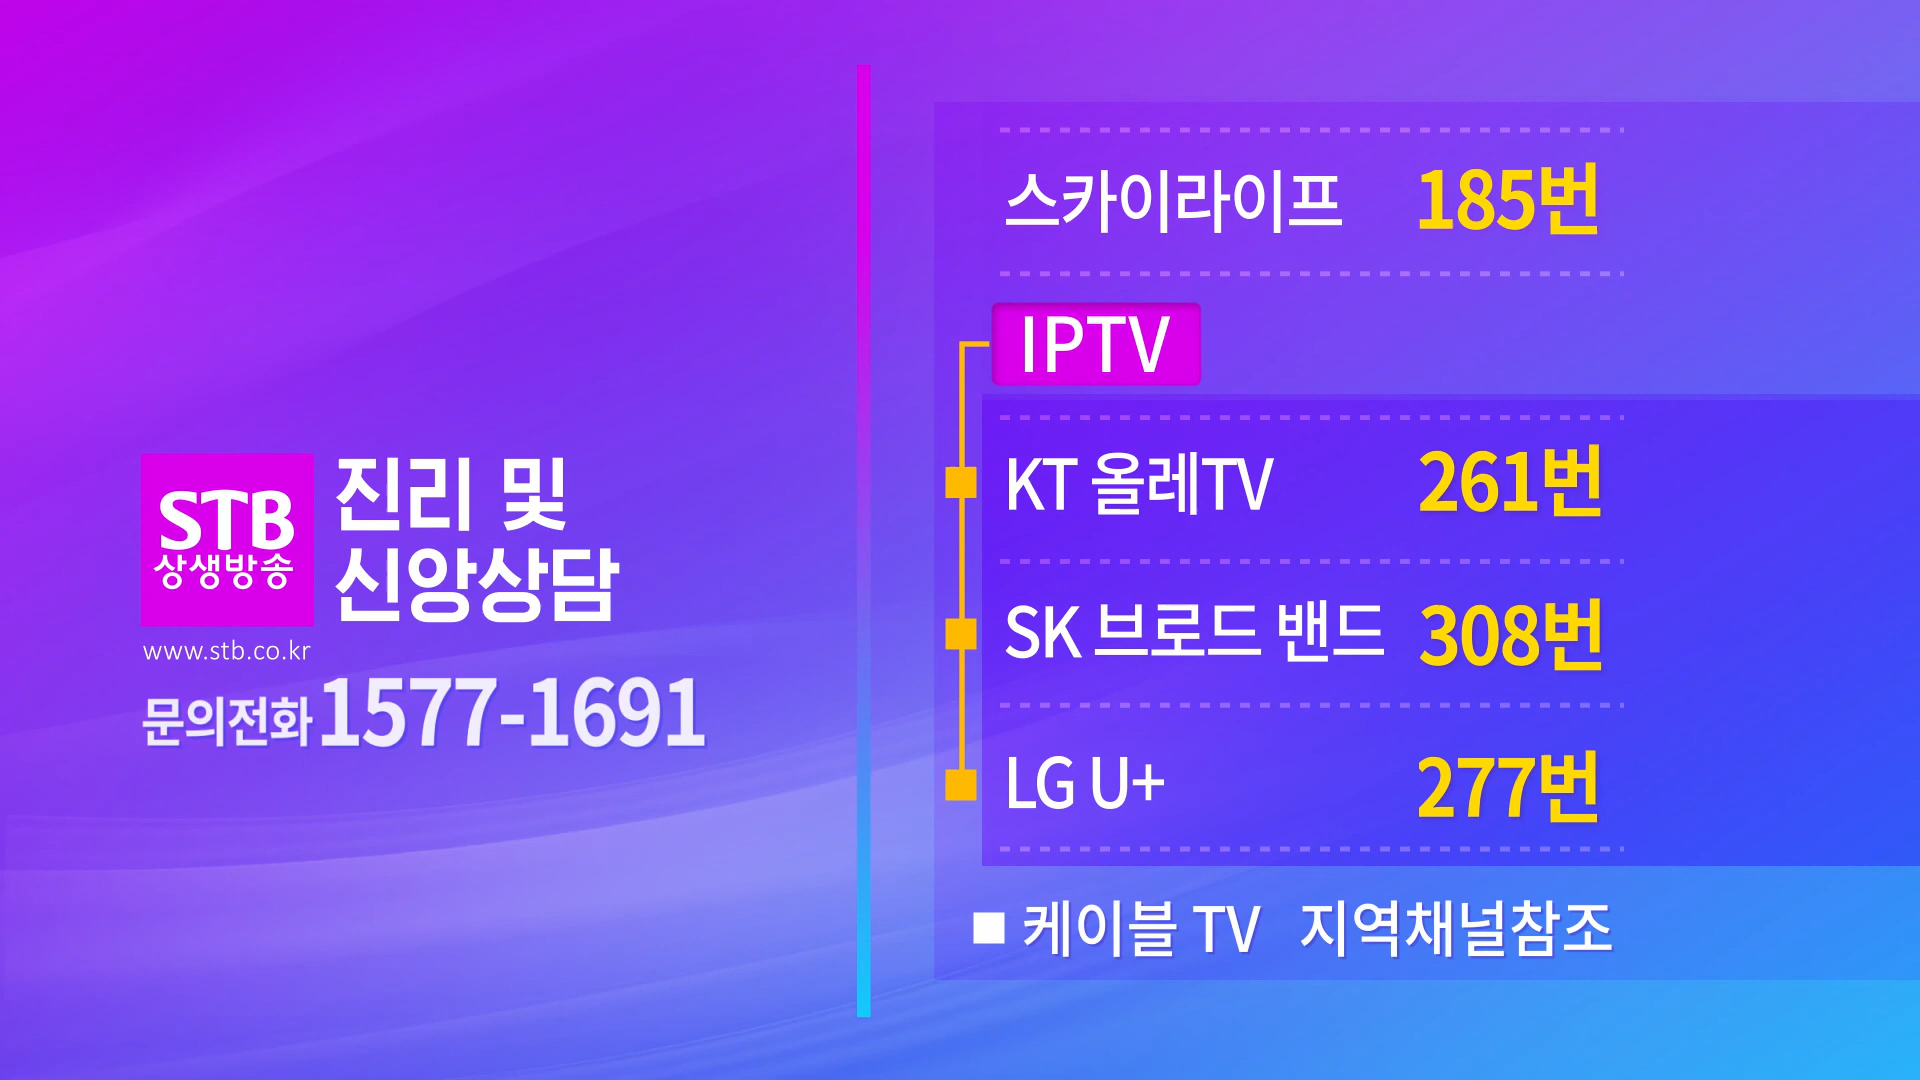 STB
상생방송
진리 및
신앙상담
www.stb.co.kr
문의전화 1577-1691
스카이라이프 185번
IPTV
KT 올레TV 261번
SK 브로드 밴드 308번
LG U+ 277번
■ 케이블 TV 지역채널참조